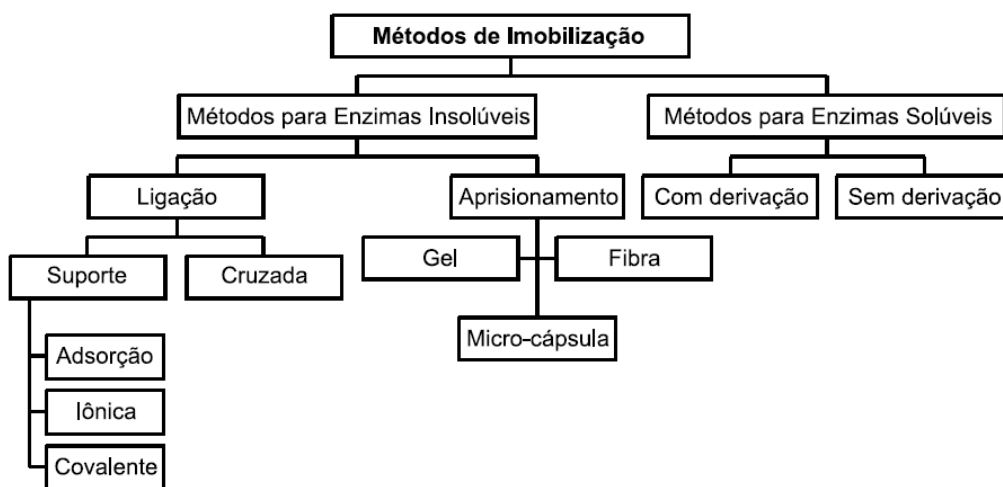 Métodos de Imobilização
Métodos para Enzimas Insolúveis
Métodos para Enzimas Solúveis
Ligação
Aprisionamento
Com derivação
Sem derivação
Suporte
Cruzada
Gel
Fibra
Micro-cápsula
Adsorção
Iônica
Covalente